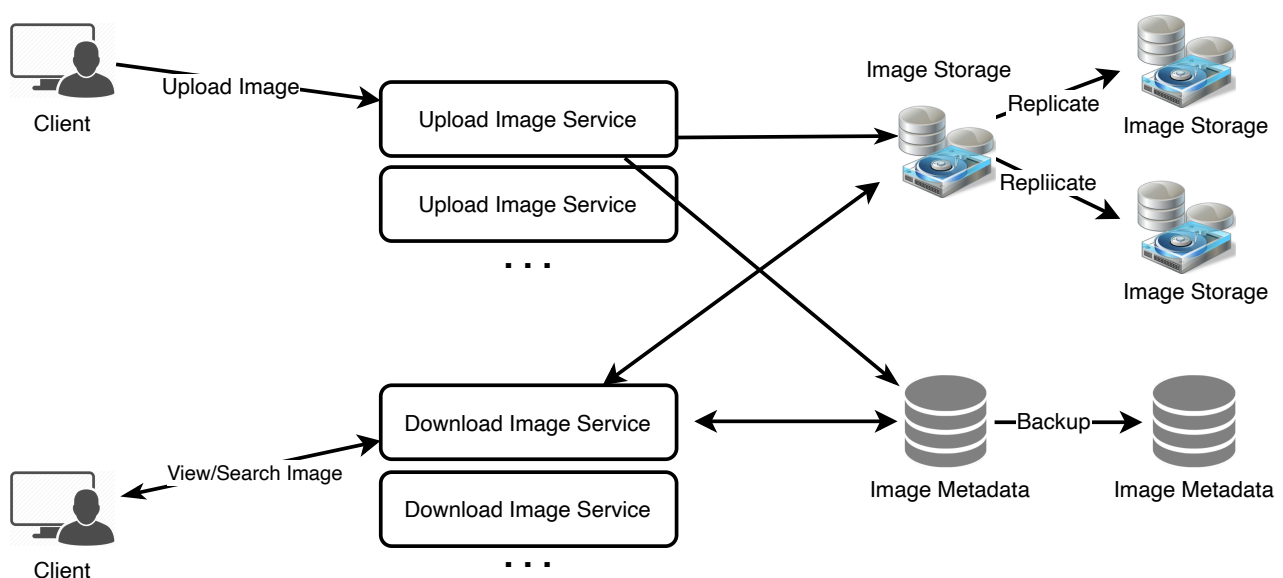 Image Storage
Upload Image
Client
Upload Image Service
Replicate
Image Storage
Upload Image Service
Repliicate
. . .
Image Storage
Download Image Service
Backup
View/Search Image
Image Metadata
Image Metadata
Download Image Service
Client
. . .